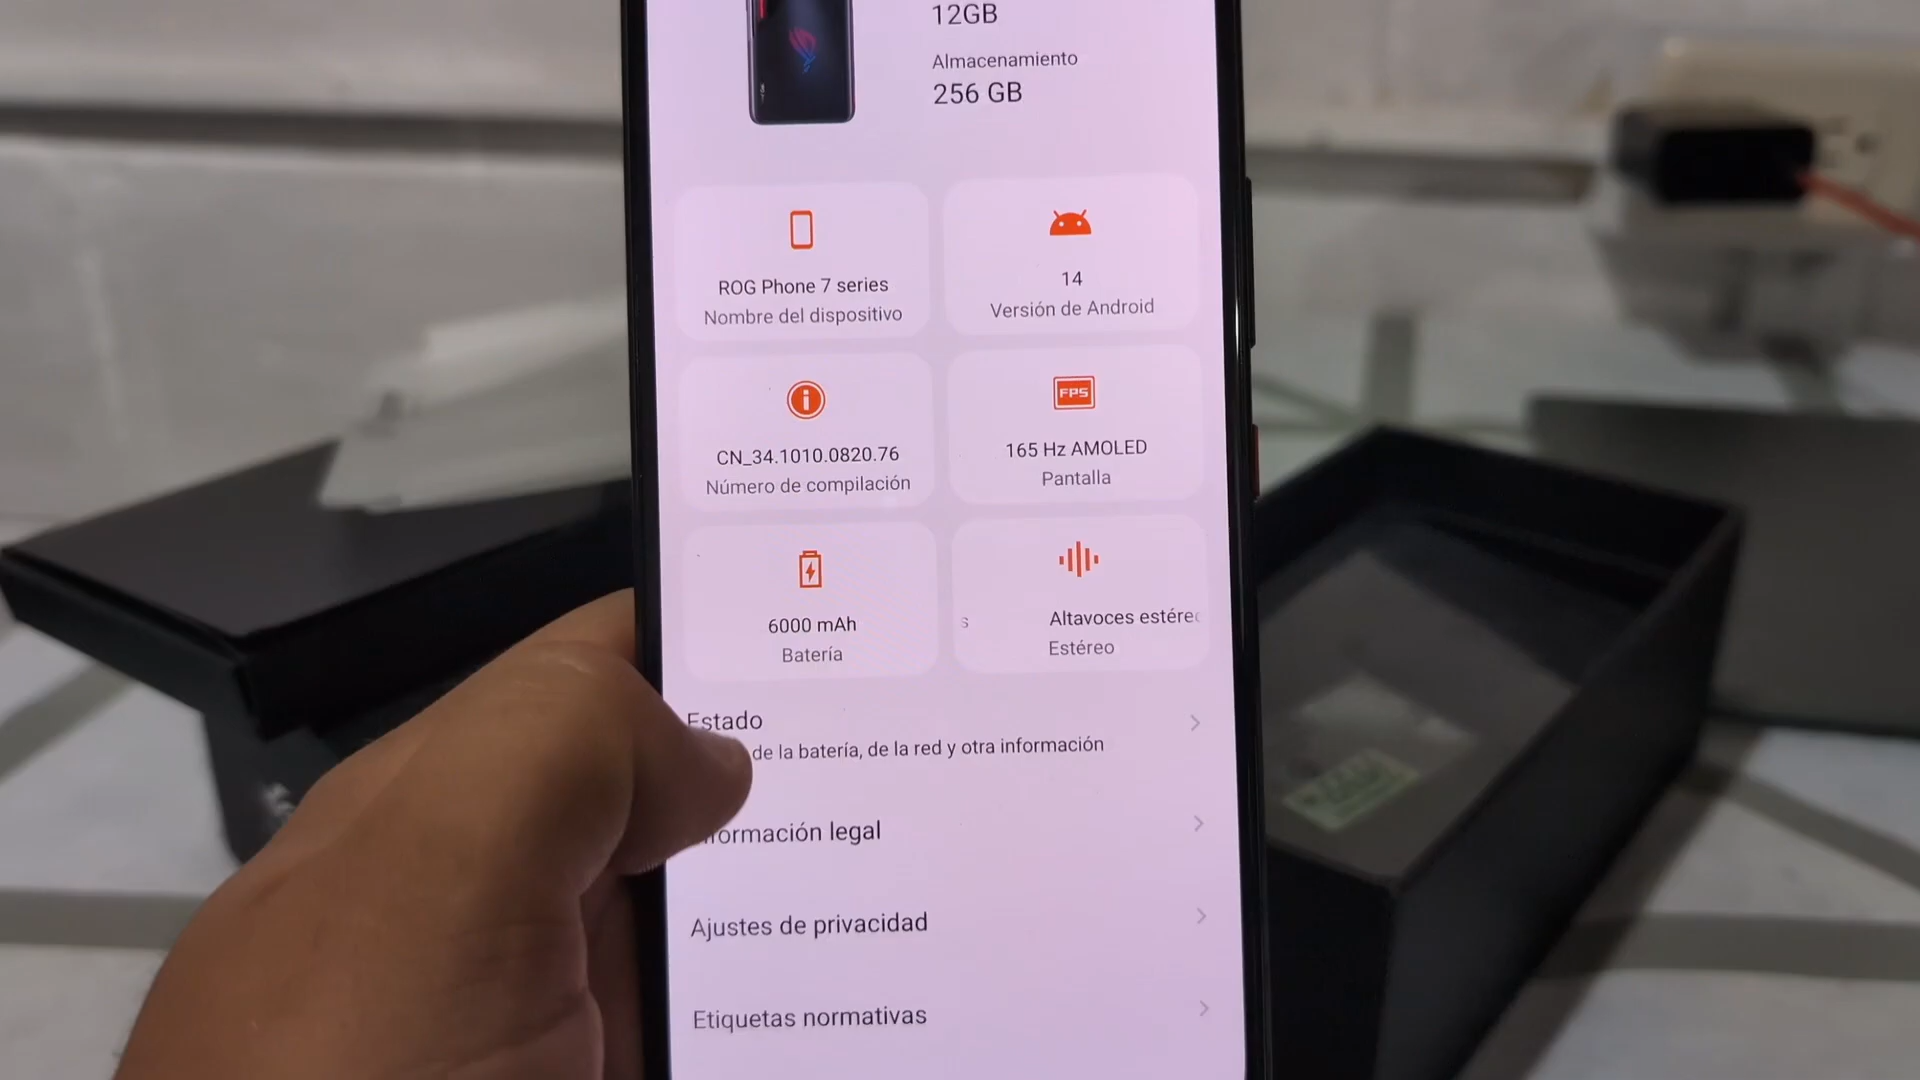 12GB
Almacenamiento
256 GB
ROG Phone 7 series
Nombre del dispositivo
14
Versión de Android
CN_34.1010.0820.76
Número de compilación
FPS
165 Hz AMOLED
Pantalla
6000 mAh
Batería
s Altavoces estéreo
Estéreo
Estado
de la batería, de la red y otra información
nformación legal
Ajustes de privacidad
Etiquetas normativas